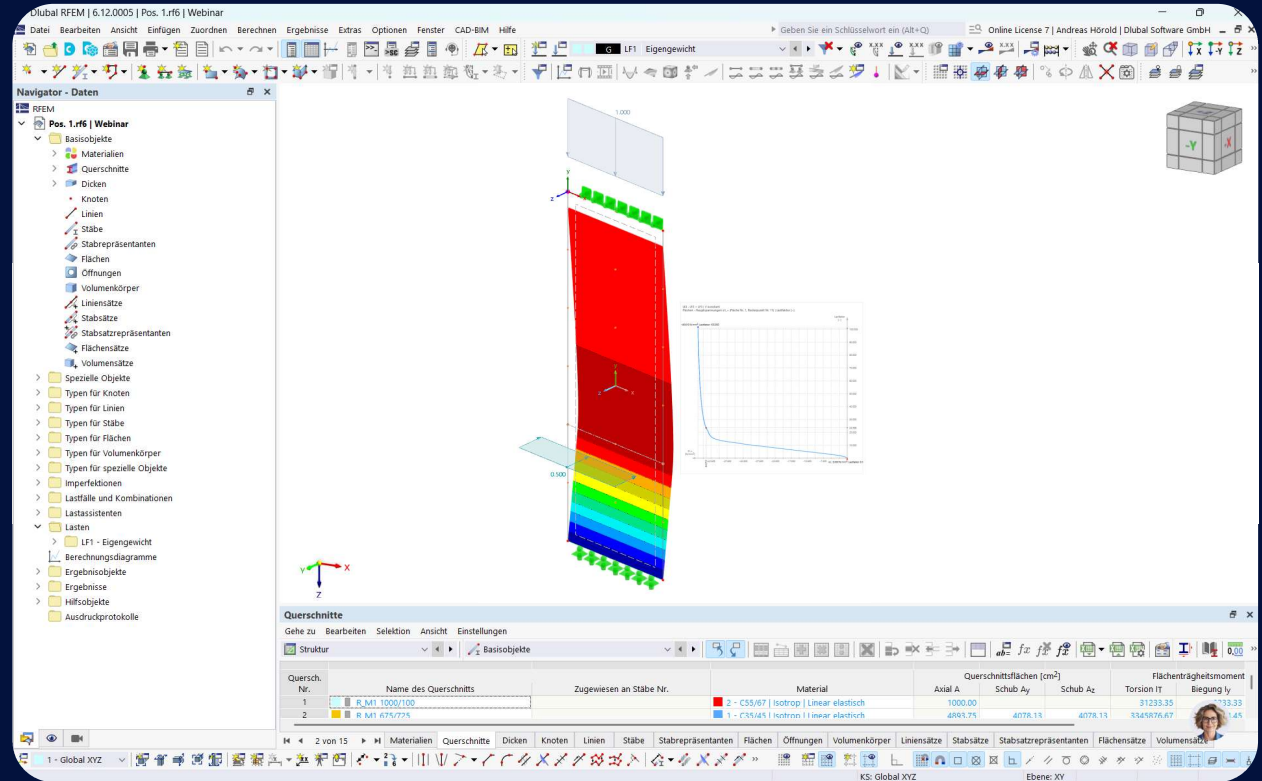 Dlubal RFEM | 6.12.0005 | Pos. 1.rf6 | Webinar
Datei Bearbeiten Ansicht Einfügen Zuordnen Berechnen Ergebnisse Extras Optionen Fenster CAD-BIM Hilfe
Geben Sie ein Schlüsselwort ein (Alt+Q)
Online License 7 | Andreas Hörold | Dlubal Software GmbH
G LF1 Eigengewicht
Navigator - Daten
RFEM
Pos. 1.rf6 | Webinar
Basisobjekte
Materialien
Querschnitte
Dicken
Knoten
Linien
Stäbe
Stabrepräsentanten
Flächen
Öffnungen
Volumenkörper
Liniensätze
Stabsätze
Stabsatzrepräsentanten
Flächensätze
Volumensätze
Spezielle Objekte
Typen für Knoten
Typen für Linien
Typen für Stäbe
Typen für Flächen
Typen für Volumenkörper
Typen für spezielle Objekte
Imperfektionen
Lastfälle und Kombinationen
Lastassistenten
Lasten
LF1 - Eigengewicht
Berechnungsdiagramme
Ergebnisobjekte
Ergebnisse
Hilfsobjekte
Ausdruckprotokolle
1.000
Y
Z
-Y
-X
Y
Z
X
0.500
Y
X
Z
Querschnitte
Gehe zu Bearbeiten Selektion Ansicht Einstellungen
Struktur
Basisobjekte
Quersch.
Nr.
Name des Querschnitts
Zugewiesen an Stäbe Nr.
Material
Querschnittsflächen [cm²]
Axial A
Schub Ay
Schub Az
Flächenträgheitsmoment
Torsion IT
Biegung Iy
1 R_M1 1000/100 2 - C55/67 | Isotrop | Linear elastisch 1000.00 31233.35
2 R_M1 675/725 1 - C35/45 | Isotrop | Linear elastisch 4893.75 4078.13 4078.13 3345876.67
2 von 15
Materialien Querschnitte Dicken Knoten Linien Stäbe Stabrepräsentanten Flächen Öffnungen Volumenkörper Liniensätze Stabsätze Stabsatzrepräsentanten Flächensätze Volumensätze
1 - Global XYZ
KS: Global XYZ
Ebene: XY